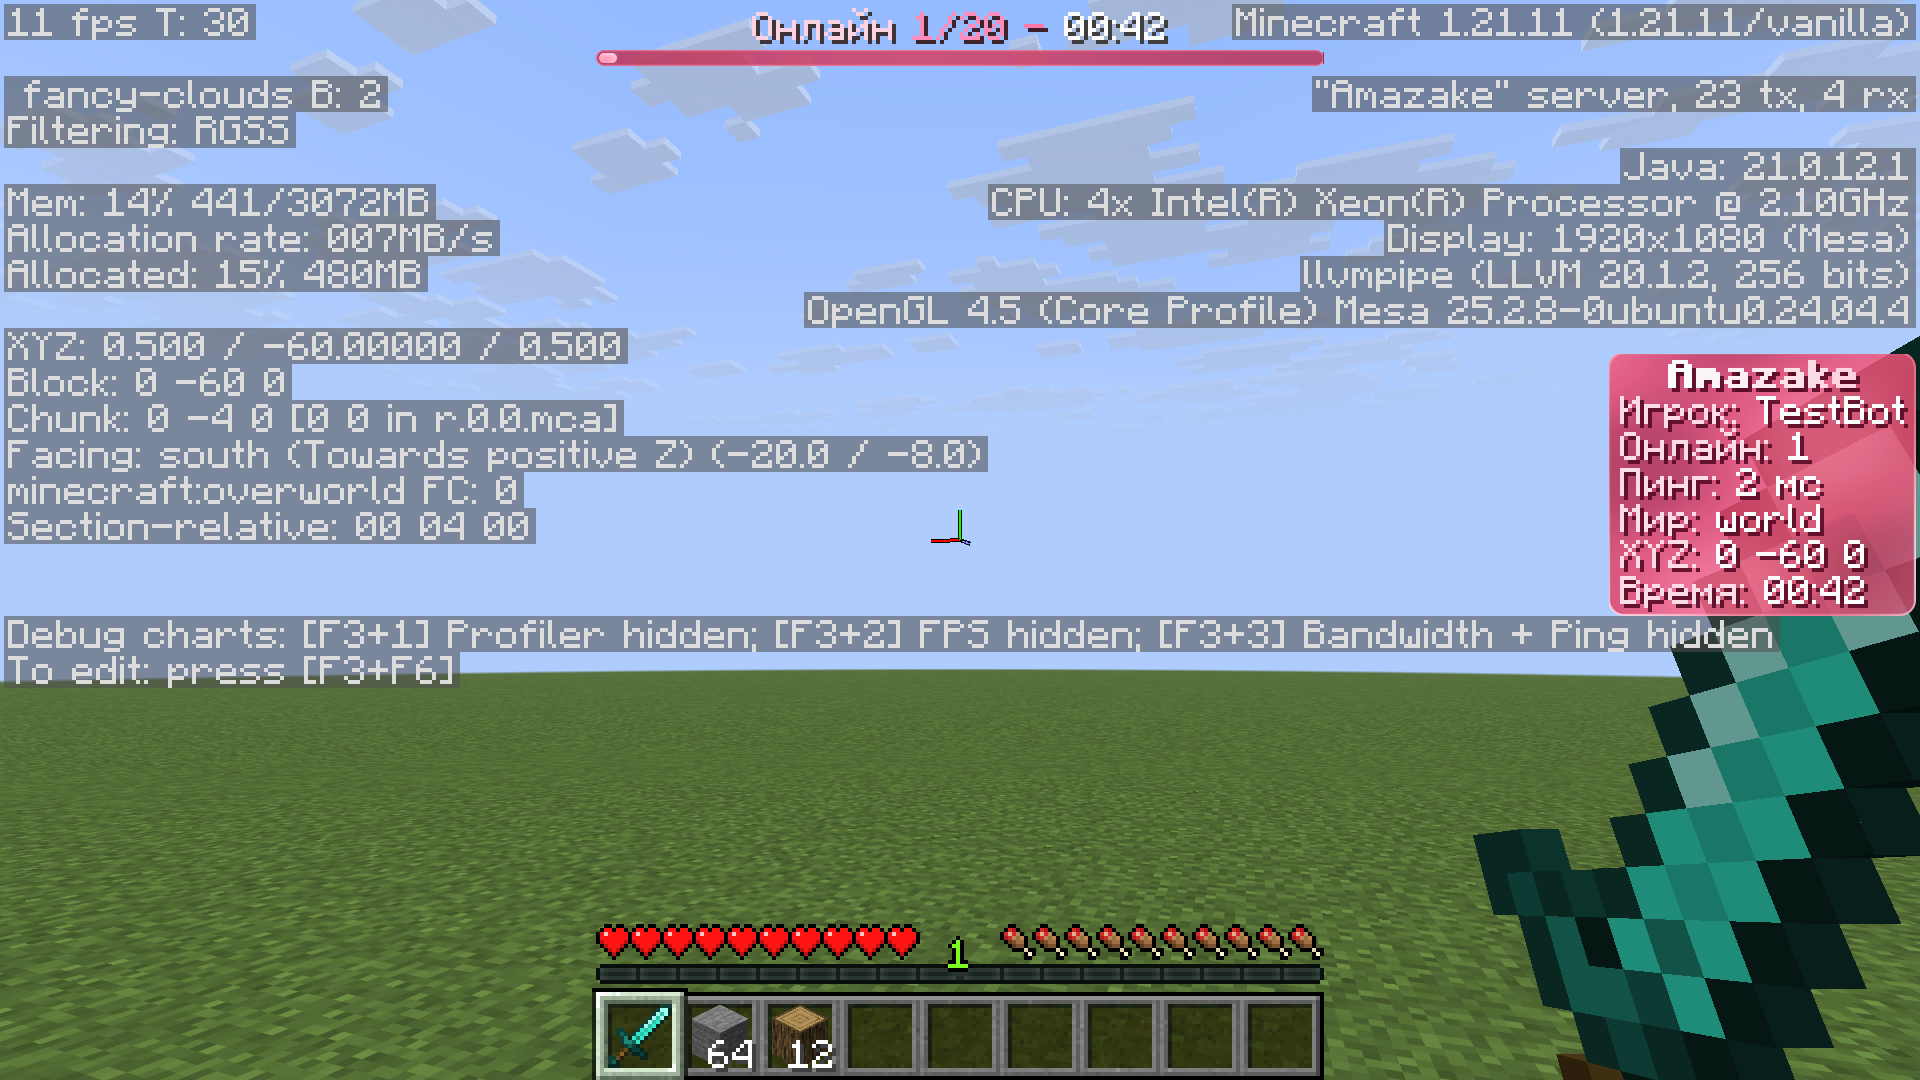 11 fps T: 30
Онлайн 1/20 - 00:42
Minecraft 1.21.11 (1.21.11/vanilla)
fancy-clouds B: 2
"Amazake" server, 23 tx, 4 rx
Filtering: RGSS
Java: 21.0.12.1
Mem: 14% 441/3072MB
CPU: 4x Intel(R) Xeon(R) Processor @ 2.10GHz
Allocation rate: 007MB/s
Display: 1920x1080 (Mesa)
Allocated: 15% 480MB
llvmpipe (LLVM 20.1.2, 256 bits)
OpenGL 4.5 (Core Profile) Mesa 25.2.8-0ubuntu0.24.04.4
XYZ: 0.500 / -60.00000 / 0.500
Block: 0 -60 0
Chunk: 0 -4 0 [0 0 in r.0.0.mca]
Facing: south (Towards positive Z) (-20.0 / -8.0)
minecraft:overworld FC: 0
Section-relative: 00 04 00
Amazake
Игрок: TestBot
Онлайн: 1
Пинг: 2 мс
Мир: world
XYZ: 0 -60 0
Время: 00:42
Debug charts: [F3+1] Profiler hidden; [F3+2] FPS hidden; [F3+3] Bandwidth + Ping hidden
To edit: press [F3+F6]
1
64
12